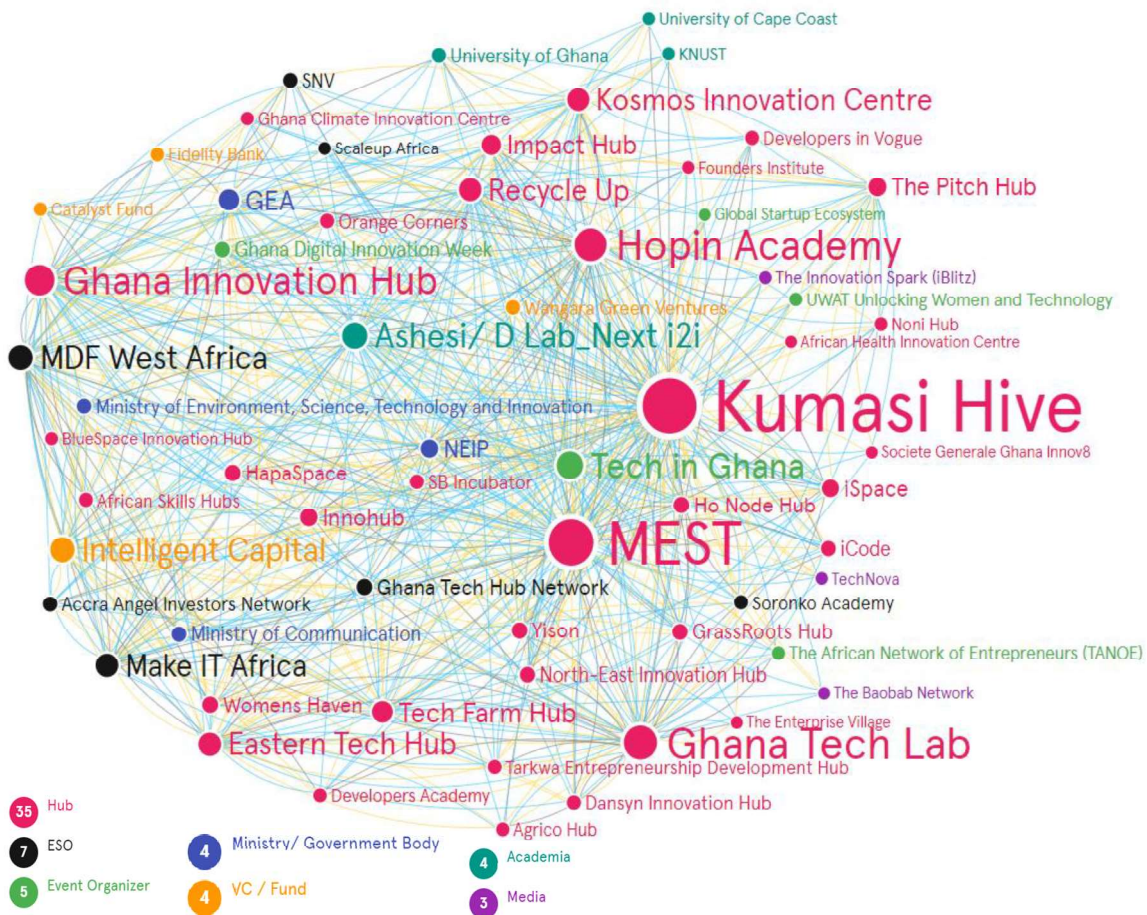 University of Cape Coast
University of Ghana
KNUST
SNV
Kosmos Innovation Centre
Ghana Climate Innovation Centre
Developers in Vogue
Impact Hub
Scaleup Africa
Fidelity Bank
Founders Institute
Recycle Up
The Pitch Hub
GEA
Catalyst Fund
Orange Corners
Global Startup Ecosystem
Ghana Digital Innovation Week
Hopin Academy
Ghana Innovation Hub
The Innovation Spark (iBlitz)
UWAT Unlocking Women and Technology
Wangara Green Ventures
Noni Hub
Ashesi/ D Lab_Next i2i
African Health Innovation Centre
MDF West Africa
Kumasi Hive
Ministry of Environment, Science, Technology and Innovation
BlueSpace Innovation Hub
NEIP
Societe Generale Ghana Innov8
Tech in Ghana
HapaSpace
SB Incubator
iSpace
African Skills Hubs
Ho Node Hub
Innohub
MEST
Intelligent Capital
iCode
TechNova
Ghana Tech Hub Network
Accra Angel Investors Network
Soronko Academy
Ministry of Communication
Yison
GrassRoots Hub
The African Network of Entrepreneurs (TANOE)
Make IT Africa
North-East Innovation Hub
The Baobab Network
Womens Haven
Tech Farm Hub
The Enterprise Village
Eastern Tech Hub
Ghana Tech Lab
Tarkwa Entrepreneurship Development Hub
Developers Academy
Dansyn Innovation Hub
Agrico Hub
35 Hub
7 ESO
5 Event Organizer
4 Ministry/ Government Body
4 VC / Fund
4 Academia
3 Media